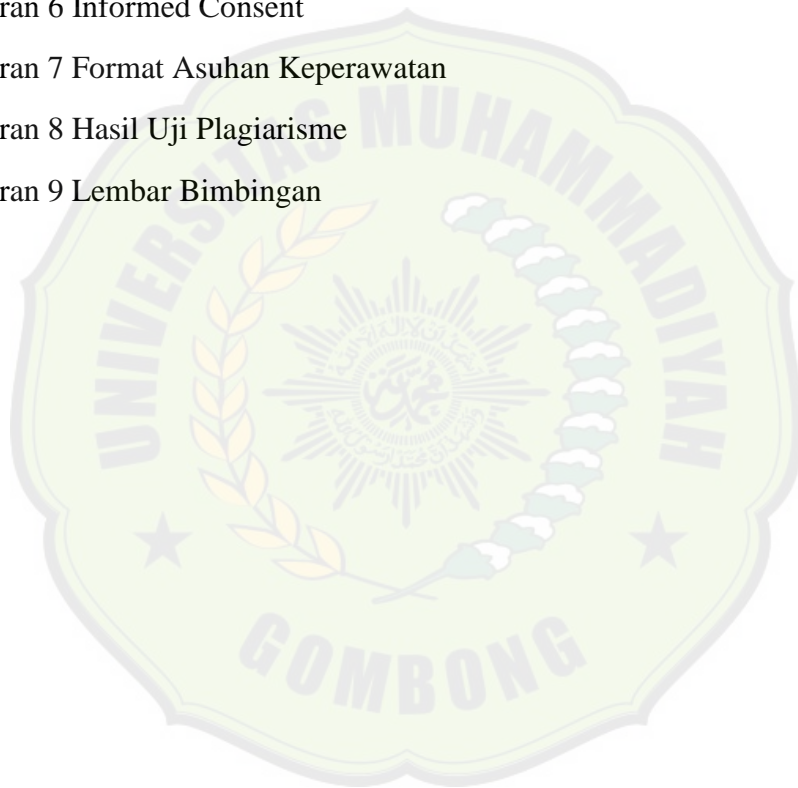 ran 6 Informed Consent
ran 7 Format Asuhan Keperawatan
ran 8 Hasil Uji Plagiarisme
ran 9 Lembar Bimbingan
UNIVERSITAS MUHAMMADIYAH
GOMBONG